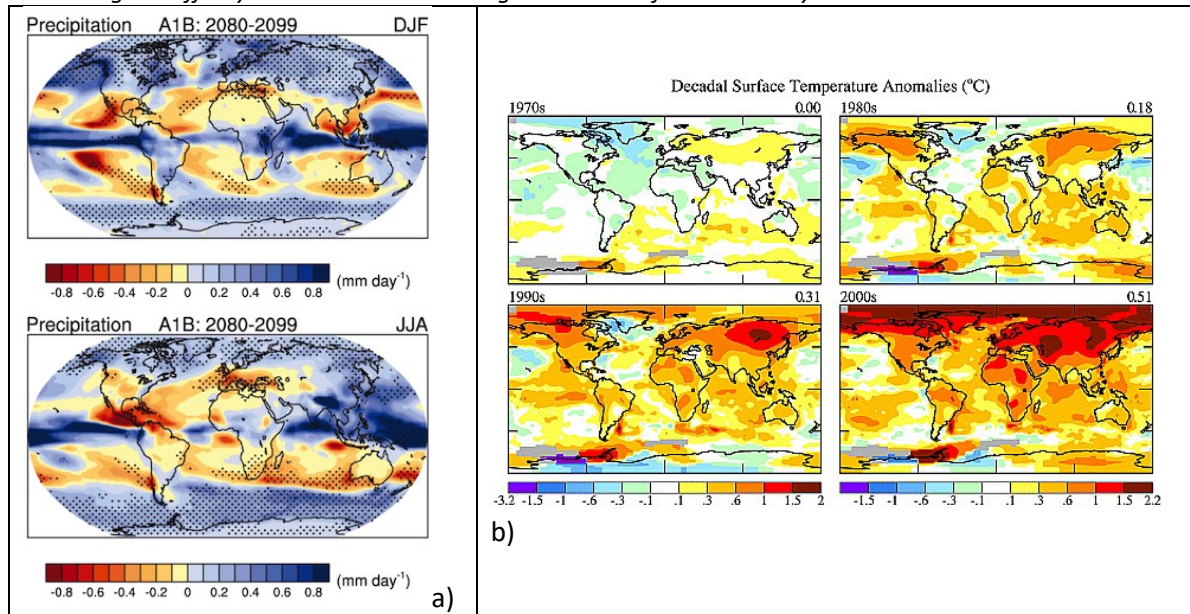 Precipitation A1B: 2080-2099 DJF
-0.8 -0.6 -0.4 -0.2 0 0.2 0.4 0.6 0.8 (mm day⁻¹)
Precipitation A1B: 2080-2099 JJA
-0.8 -0.6 -0.4 -0.2 0 0.2 0.4 0.6 0.8 (mm day⁻¹)
a)
Decadal Surface Temperature Anomalies (°C)
1970s 0.00
1980s 0.18
1990s 0.31
2000s 0.51
-3.2 -1.5 -1 -.6 -.3 -.1 .1 .3 .6 1 1.5 2
-1.5 -1 -.6 -.3 -.1 .1 .3 .6 1 1.5 2.2
b)